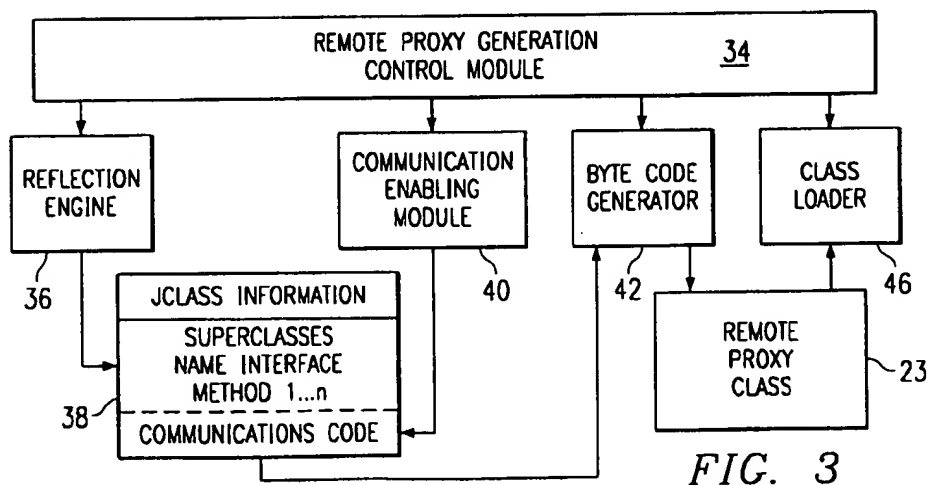 REMOTE PROXY GENERATION
CONTROL MODULE
34
REFLECTION
ENGINE
36
COMMUNICATION
ENABLING
MODULE
40
BYTE CODE
GENERATOR
42
CLASS
LOADER
46
JCLASS INFORMATION
SUPERCLASSES
NAME INTERFACE
METHOD 1...n
COMMUNICATIONS CODE
38
REMOTE
PROXY
CLASS
23
FIG. 3